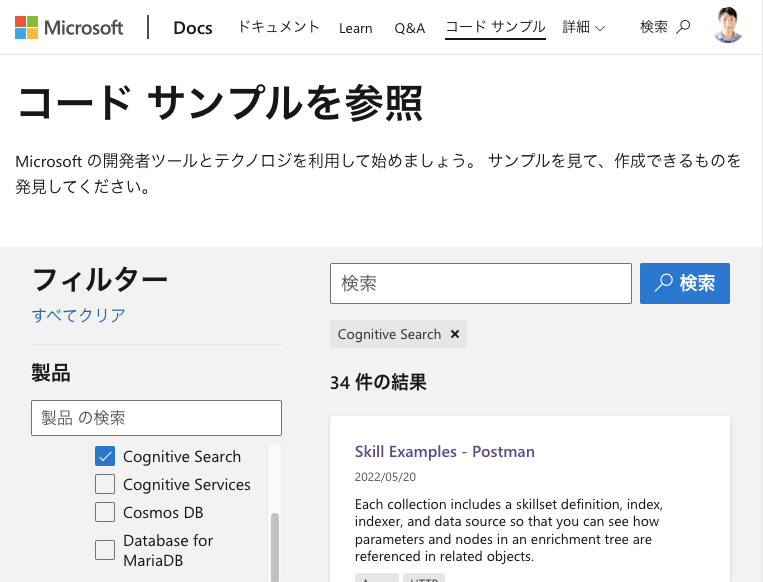 Microsoft Docs ドキュメント Learn Q&A コード サンプル 詳細 検索
コード サンプルを参照
Microsoft の開発者ツールとテクノロジを利用して始めましょう。 サンプルを見て、作成できるものを
発見してください。
フィルター
すべてクリア
製品
製品 の検索
Cognitive Search
Cognitive Services
Cosmos DB
Database for
MariaDB
検索 検索
Cognitive Search ×
34 件の結果
Skill Examples - Postman
2022/05/20
Each collection includes a skillset definition, index,
indexer, and data source so that you can see how
parameters and nodes in an enrichment tree are
referenced in related objects.